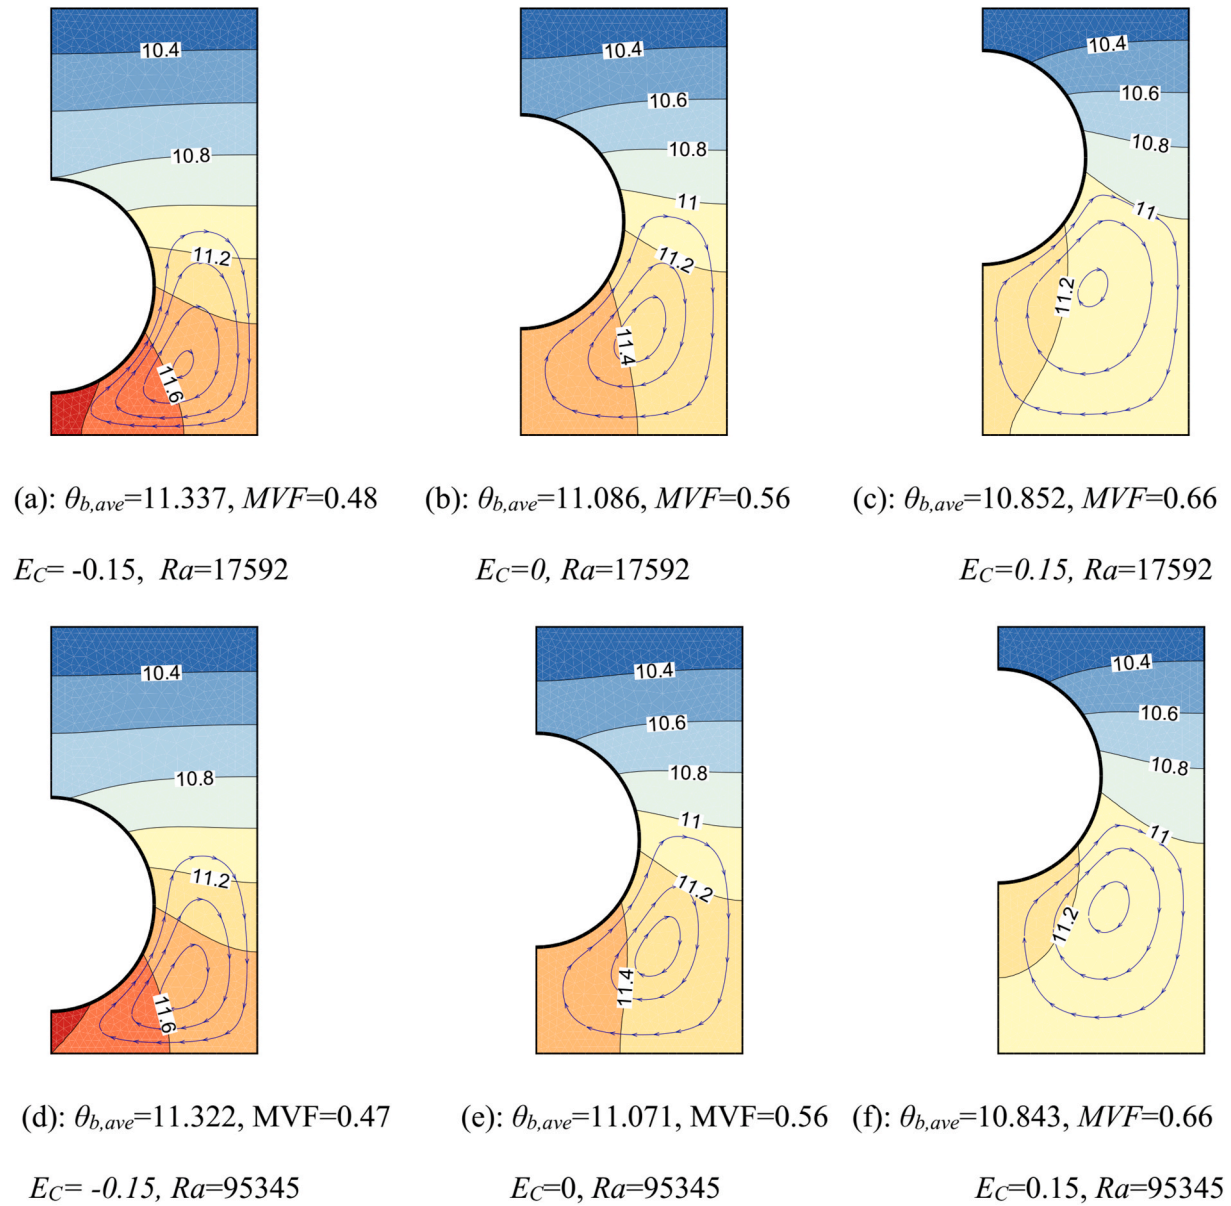 10.4 10.4 10.4
10.6 10.6
10.8 10.8 10.8
11 11
11.2 11.2 11.2
11.6 11.4
(a): θb,ave=11.337, MVF=0.48 (b): θb,ave=11.086, MVF=0.56 (c): θb,ave=10.852, MVF=0.66
EC= -0.15, Ra=17592 EC=0, Ra=17592 EC=0.15, Ra=17592
10.4 10.4 10.4
10.6 10.6
10.8 10.8 10.8
11 11
11.2 11.2 11.2
11.6 11.4
(d): θb,ave=11.322, MVF=0.47 (e): θb,ave=11.071, MVF=0.56 (f): θb,ave=10.843, MVF=0.66
EC= -0.15, Ra=95345 EC=0, Ra=95345 EC=0.15, Ra=95345